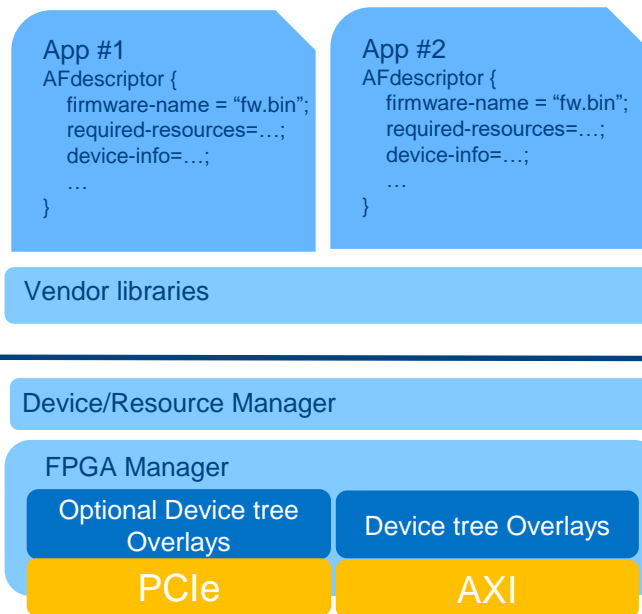 App #1
AFdescriptor {
firmware-name = “fw.bin”;
required-resources=…;
device-info=…;
…
}
App #2
AFdescriptor {
firmware-name = “fw.bin”;
required-resources=…;
device-info=…;
…
}
Vendor libraries
Device/Resource Manager
FPGA Manager
Optional Device tree
Overlays
Device tree Overlays
PCIe
AXI